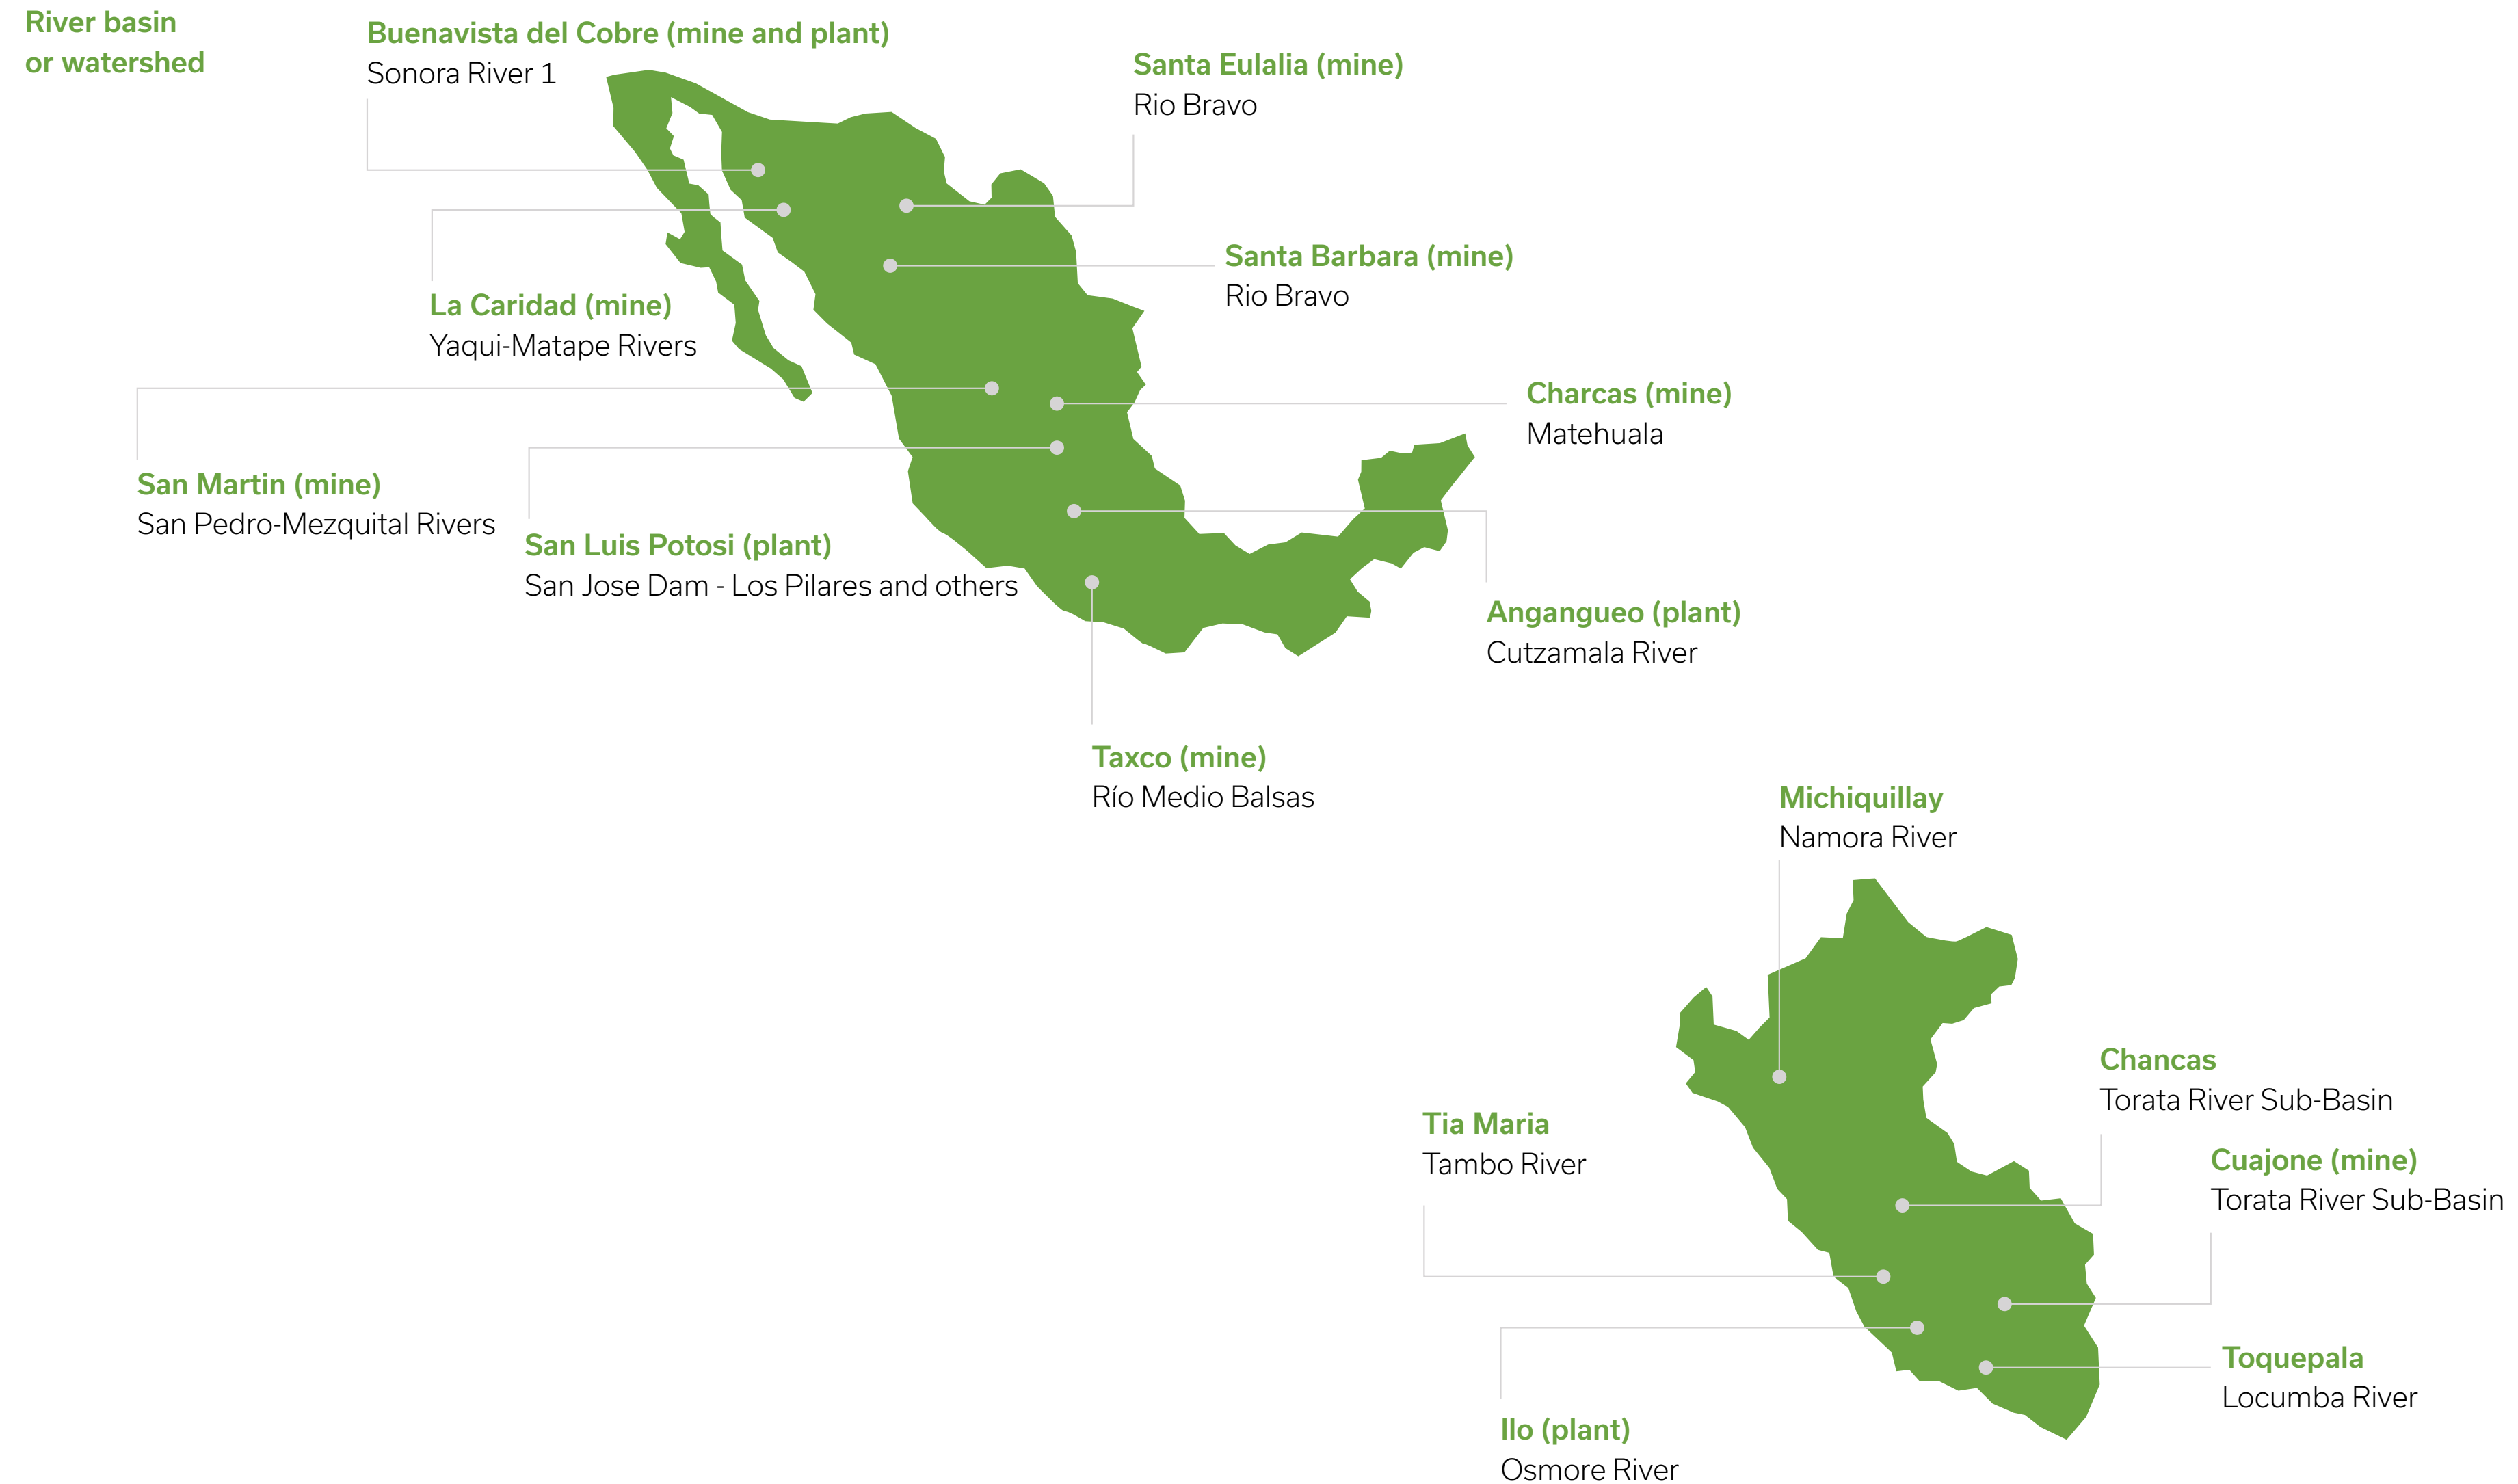 River basin
or watershed
Buenavista del Cobre (mine and plant)
Sonora River 1
Santa Eulalia (mine)
Rio Bravo
Santa Barbara (mine)
Rio Bravo
La Caridad (mine)
Yaqui-Matape Rivers
Charcas (mine)
Matehuala
San Martin (mine)
San Pedro-Mezquital Rivers
San Luis Potosi (plant)
San Jose Dam - Los Pilares and others
Angangueo (plant)
Cutzamala River
Taxco (mine)
Río Medio Balsas
Michiquillay
Namora River
Chancas
Torata River Sub-Basin
Tia Maria
Tambo River
Cuajone (mine)
Torata River Sub-Basin
Toquepala
Locumba River
Ilo (plant)
Osmore River